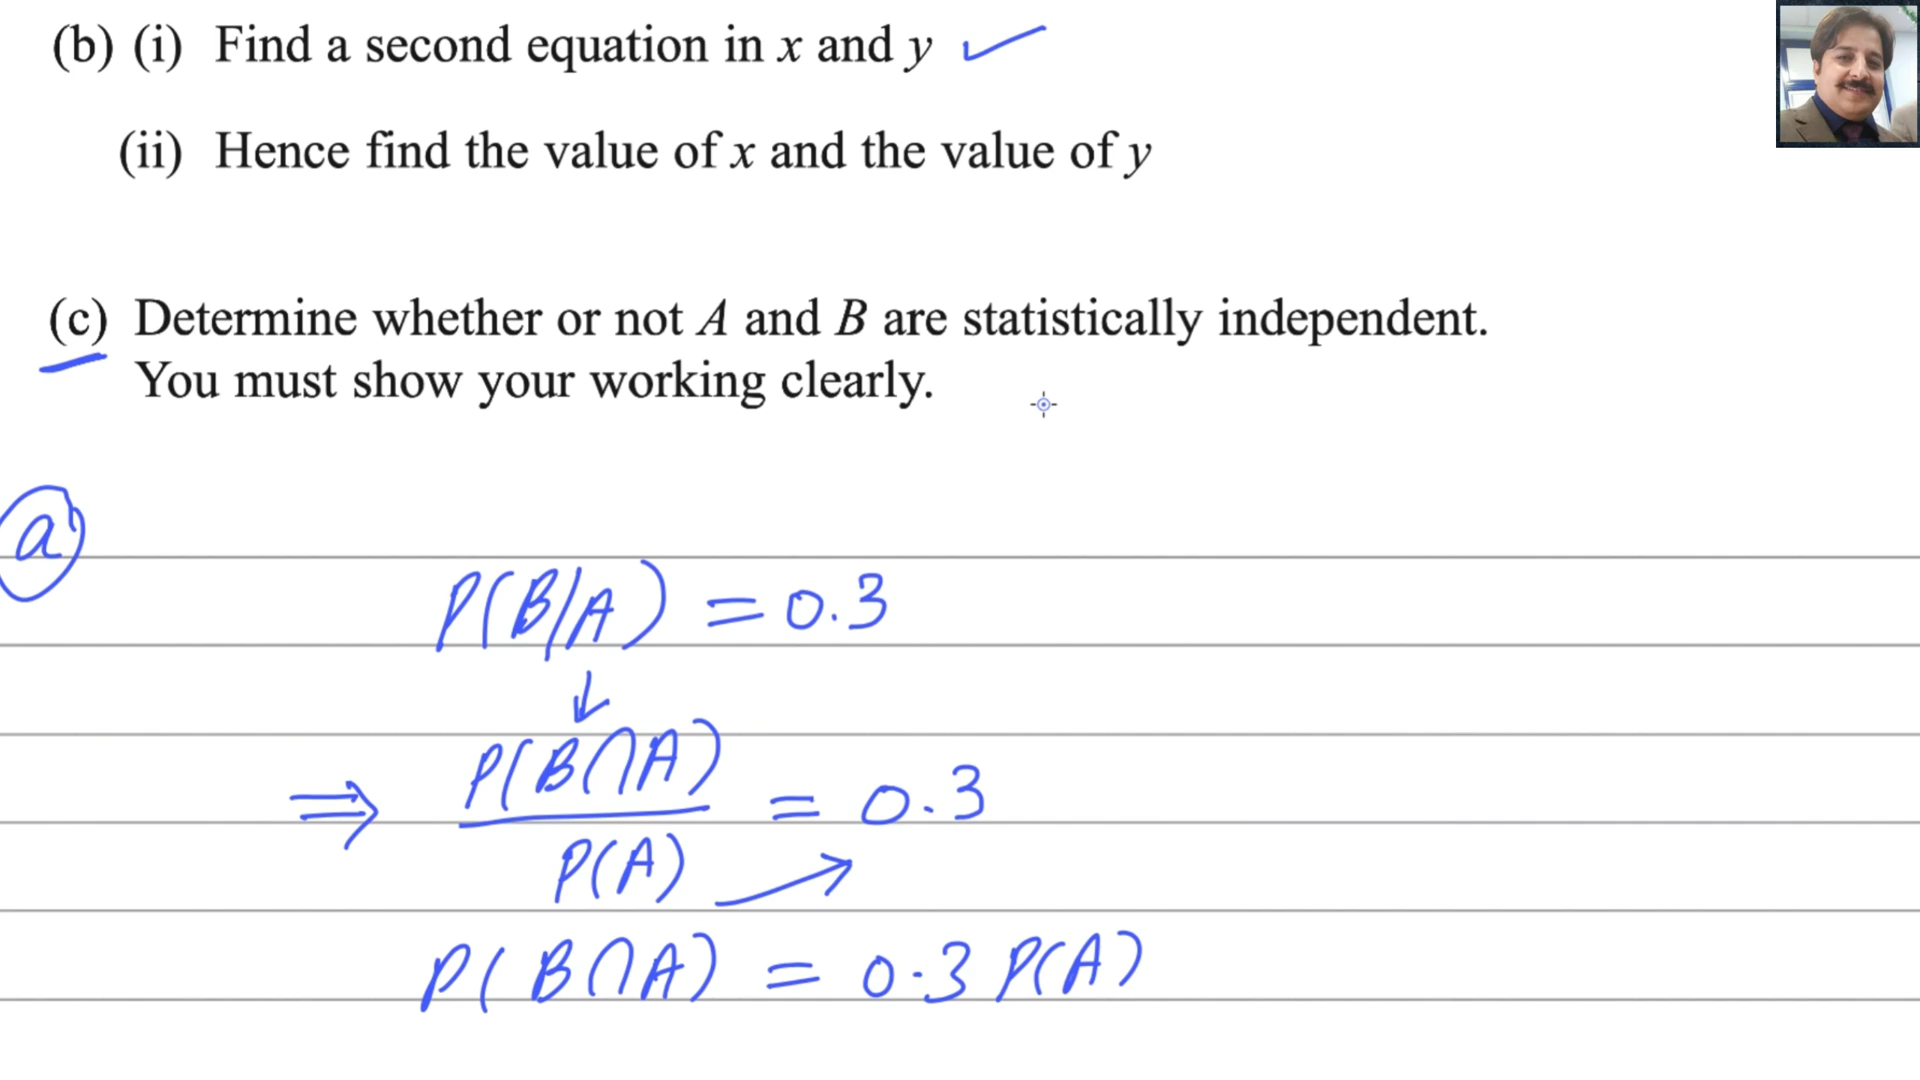 (b) (i) Find a second equation in x and y
(ii) Hence find the value of x and the value of y
(c) Determine whether or not A and B are statistically independent.
You must show your working clearly.
a)
P(B/A) = 0.3
⇒ P(B∩A) / P(A) = 0.3
P(B∩A) = 0.3 P(A)